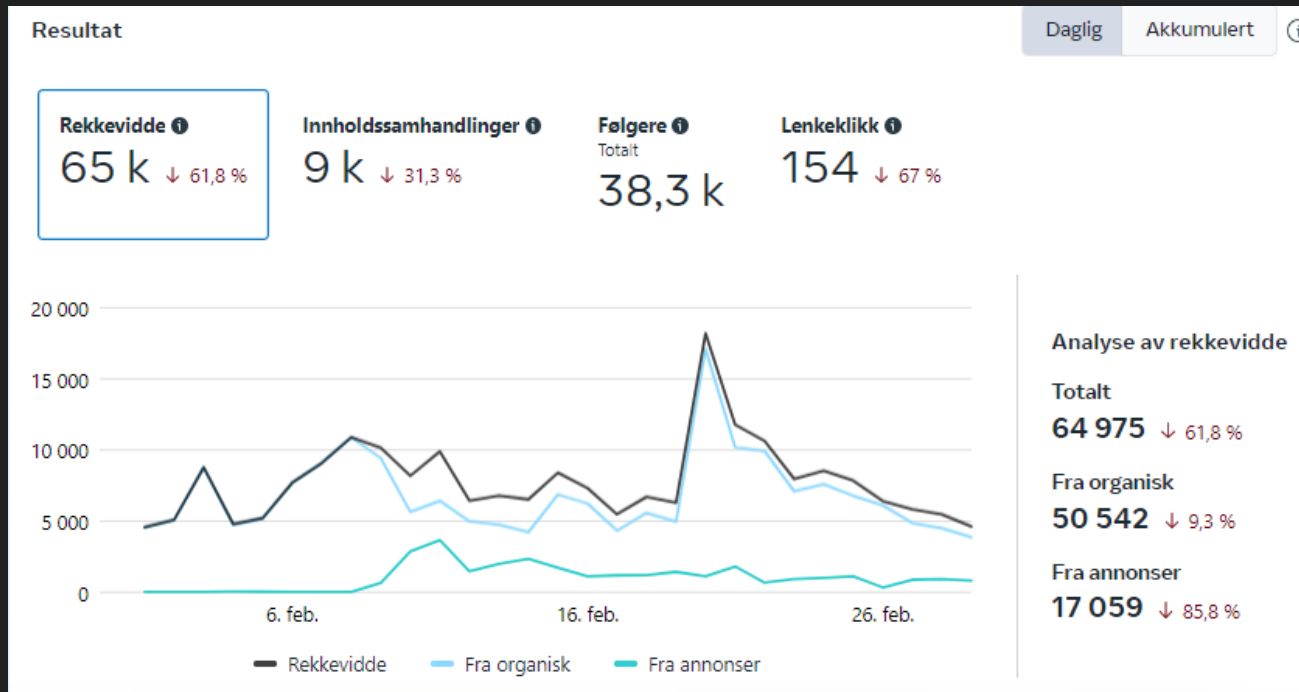 Resultat
Daglig
Akkumulert
Rekkevidde
65 k ↓ 61,8 %
Innholdssamhandlinger
9 k ↓ 31,3 %
Følgere
Totalt
38,3 k
Lenkeklikk
154 ↓ 67 %
20 000
15 000
10 000
5 000
0
6. feb.
16. feb.
26. feb.
Rekkevidde
Fra organisk
Fra annonser
Analyse av rekkevidde
Totalt
64 975 ↓ 61,8 %
Fra organisk
50 542 ↓ 9,3 %
Fra annonser
17 059 ↓ 85,8 %